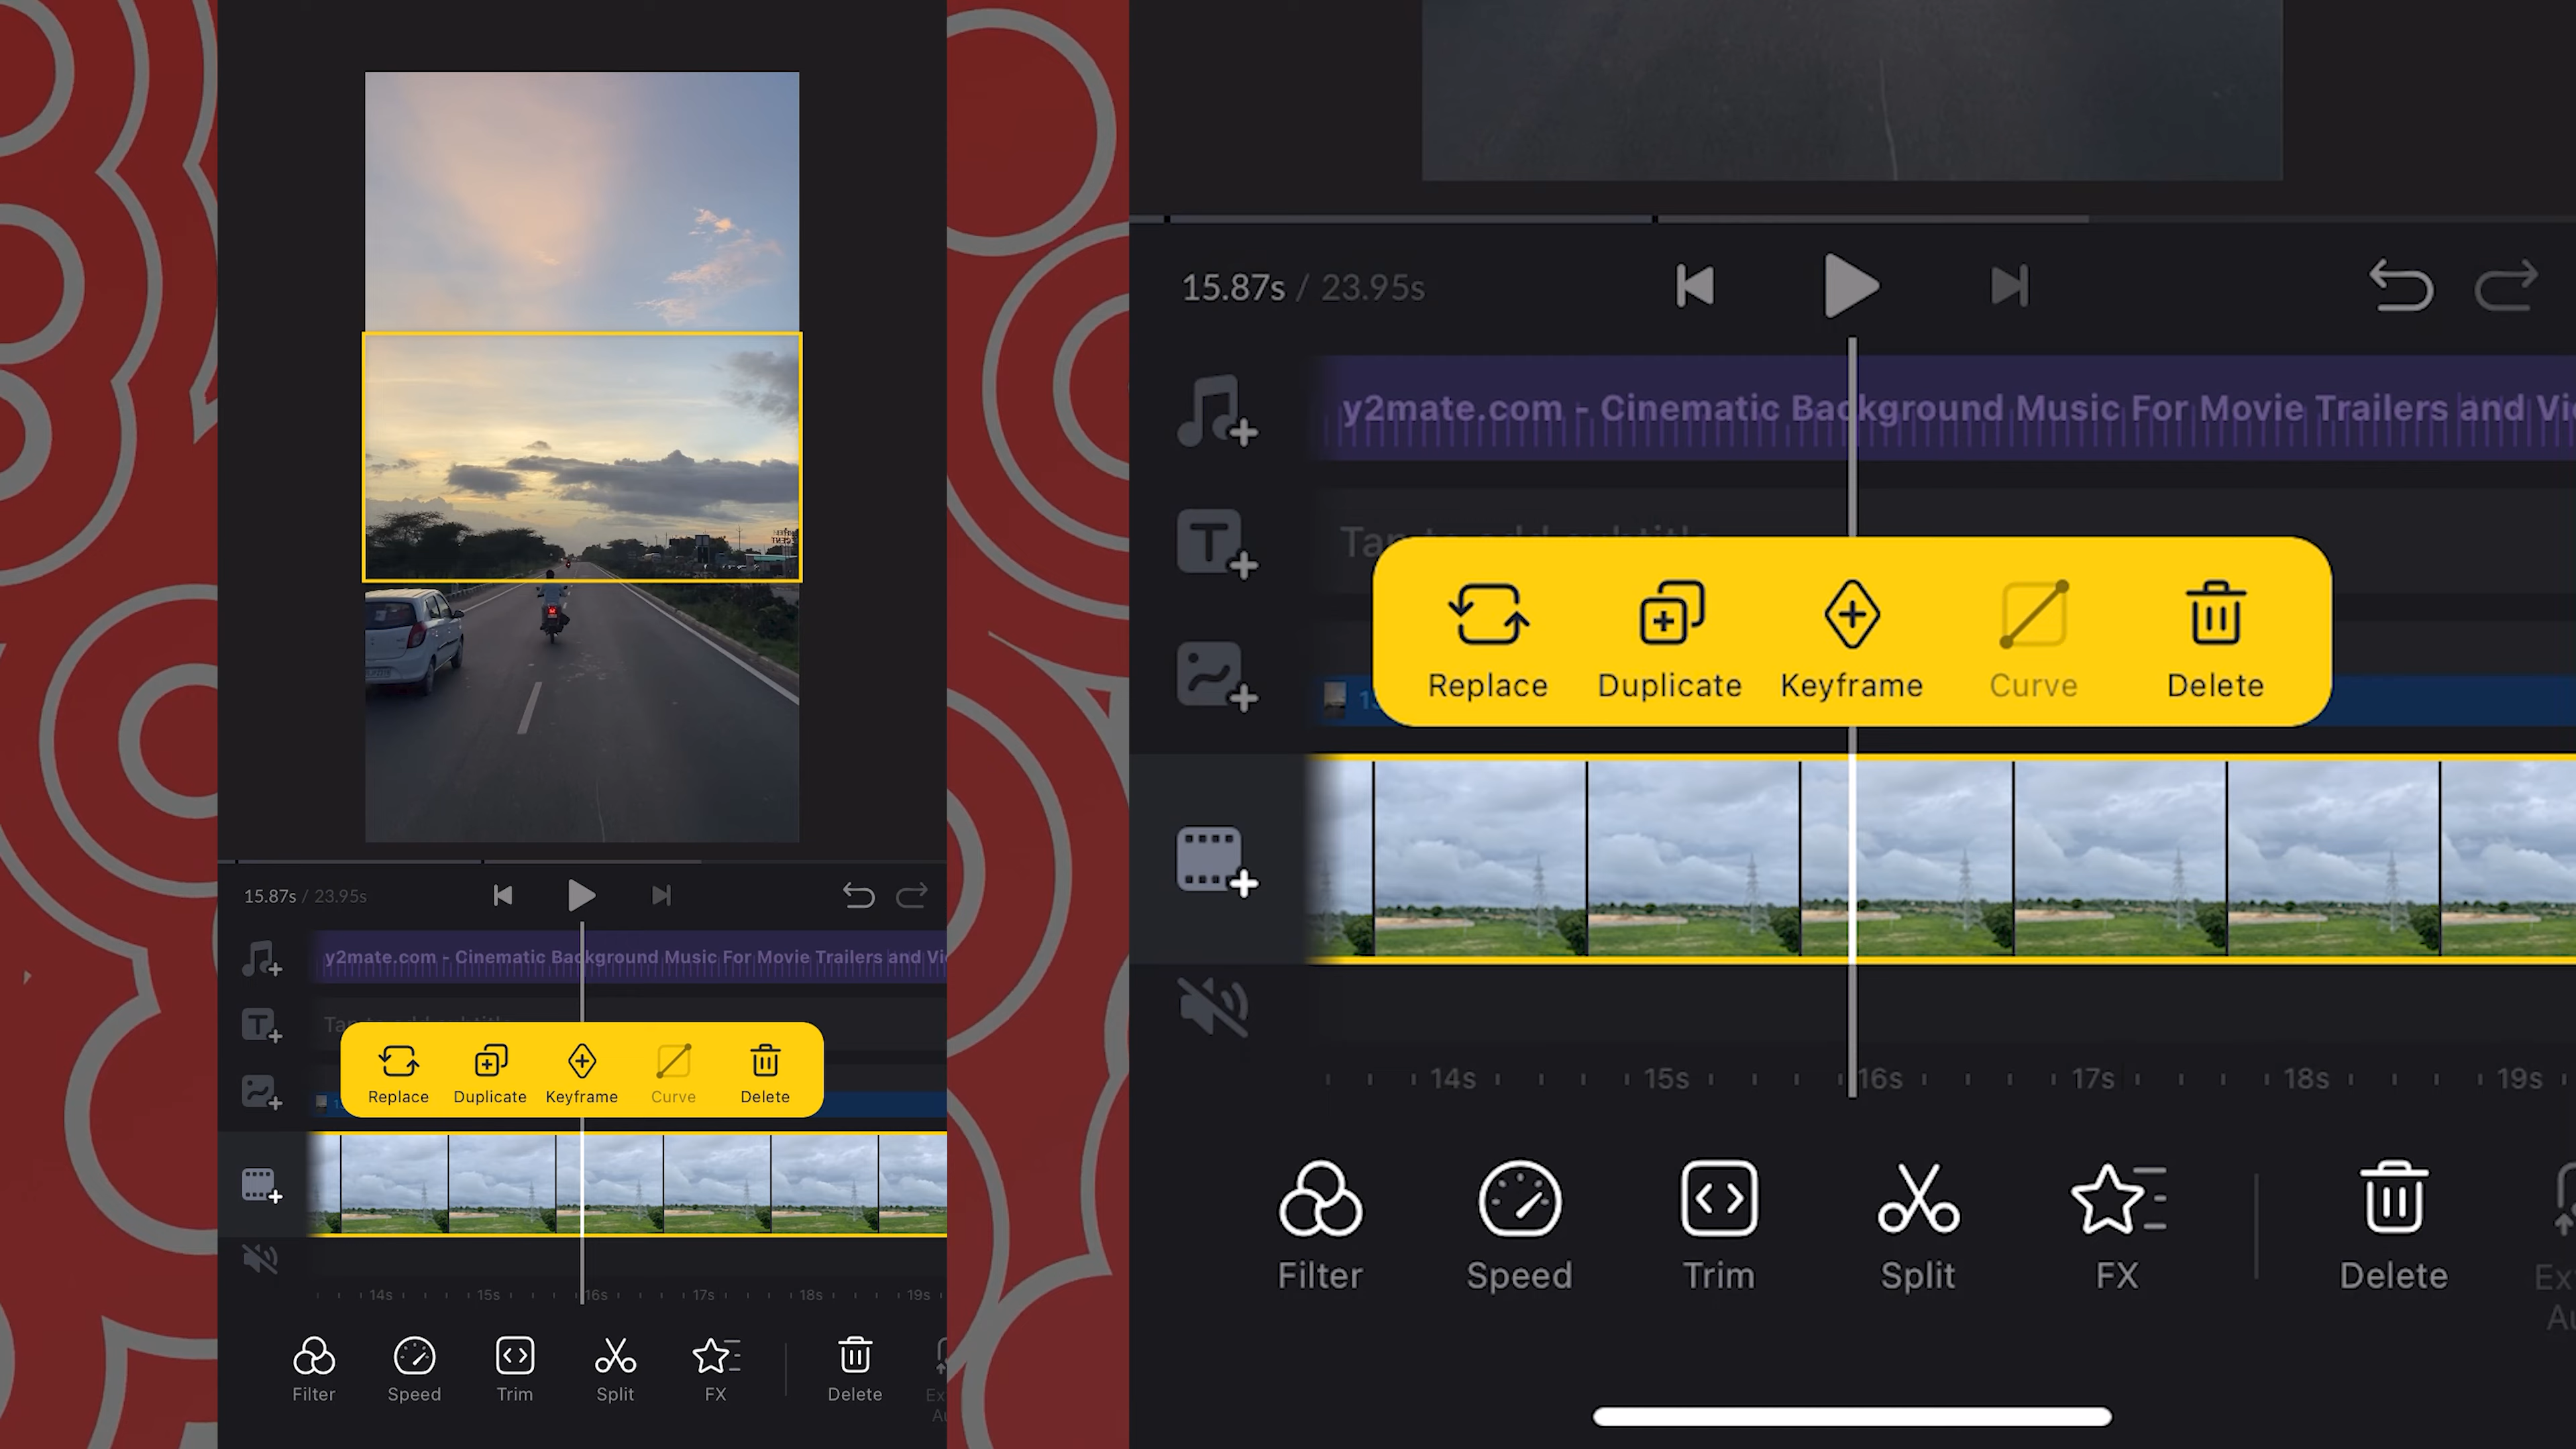 15.87s / 23.95s
y2mate.com - Cinematic Background Music For Movie Trailers and Vi
Replace Duplicate Keyframe Curve Delete
14s 15s 16s 17s 18s 19s
Filter Speed Trim Split FX Delete
15.87s / 23.95s
y2mate.com - Cinematic Background Music For Movie Trailers and Vi
Replace Duplicate Keyframe Curve Delete
14s 15s 16s 17s 18s 19s
Filter Speed Trim Split FX Delete